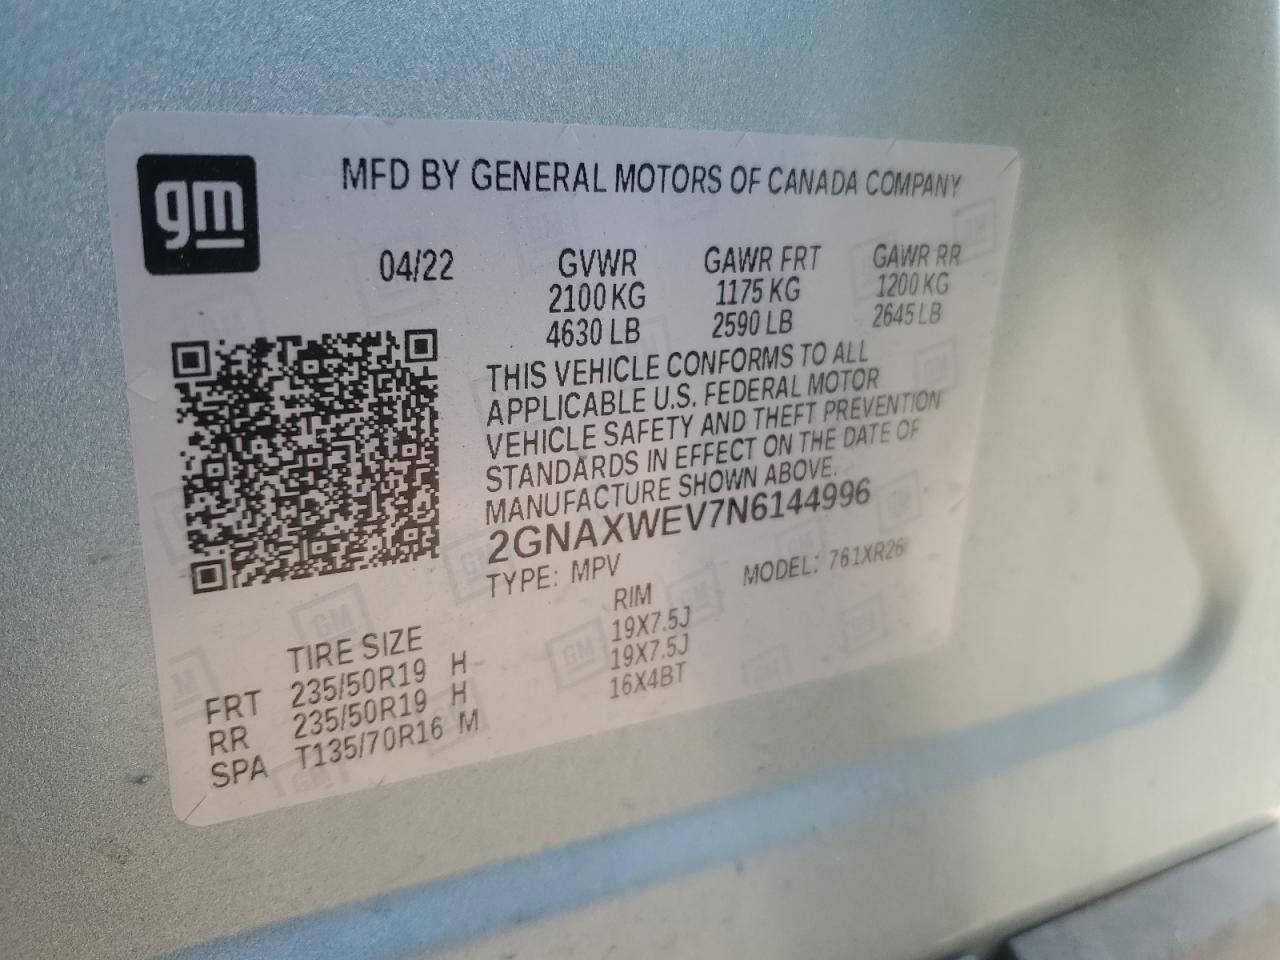 gm
MFD BY GENERAL MOTORS OF CANADA COMPANY
04/22 GVWR GAWR FRT GAWR RR
2100 KG 1175 KG 1200 KG
4630 LB 2590 LB 2645 LB
THIS VEHICLE CONFORMS TO ALL
APPLICABLE U.S. FEDERAL MOTOR
VEHICLE SAFETY AND THEFT PREVENTION
STANDARDS IN EFFECT ON THE DATE OF
MANUFACTURE SHOWN ABOVE.
2GNAXWEV7N6144996
TYPE: MPV MODEL: 761XR26
TIRE SIZE RIM
FRT 235/50R19 H 19X7.5J
RR 235/50R19 H 19X7.5J
SPA T135/70R16 M 16X4BT